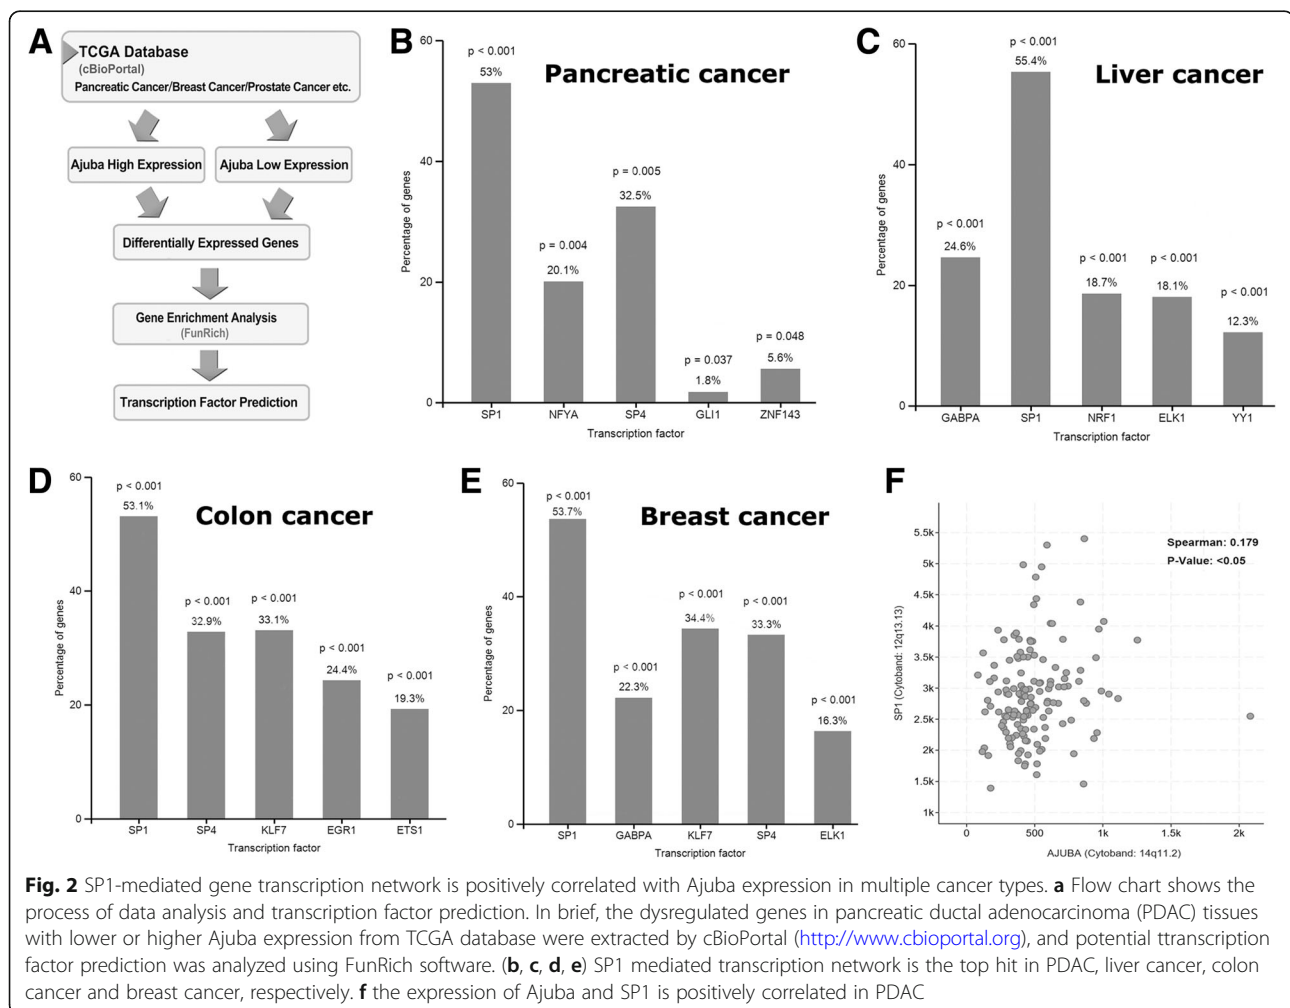 A
TCGA Database
(cBioPortal)
Pancreatic Cancer/Breast Cancer/Prostate Cancer etc.
Ajuba High Expression
Ajuba Low Expression
Differentially Expressed Genes
Gene Enrichment Analysis
(FunRich)
Transcription Factor Prediction
B
Pancreatic cancer
Percentage of genes
60
40
20
0
p < 0.001
53%
p = 0.004
20.1%
p = 0.005
32.5%
p = 0.037
1.8%
p = 0.048
5.6%
SP1 NFYA SP4 GLI1 ZNF143
Transcription factor
C
Liver cancer
Percentage of genes
60
40
20
0
p < 0.001
24.6%
p < 0.001
55.4%
p < 0.001
18.7%
p < 0.001
18.1%
p < 0.001
12.3%
GABPA SP1 NRF1 ELK1 YY1
Transcription factor
D
Colon cancer
Percentage of genes
60
40
20
0
p < 0.001
53.1%
p < 0.001
32.9%
p < 0.001
33.1%
p < 0.001
24.4%
p < 0.001
19.3%
SP1 SP4 KLF7 EGR1 ETS1
Transcription factor
E
Breast cancer
Percentage of genes
60
40
20
0
p < 0.001
53.7%
p < 0.001
22.3%
p < 0.001
34.4%
p < 0.001
33.3%
p < 0.001
16.3%
SP1 GABPA KLF7 SP4 ELK1
Transcription factor
F
Spearman: 0.179
P-Value: <0.05
SP1 (Cytoband: 12q13.13)
5.5k
5k
4.5k
4k
3.5k
3k
2.5k
2k
1.5k
1k
0 500 1k 1.5k 2k
AJUBA (Cytoband: 14q11.2)
Fig. 2 SP1-mediated gene transcription network is positively correlated with Ajuba expression in multiple cancer types. a Flow chart shows the
process of data analysis and transcription factor prediction. In brief, the dysregulated genes in pancreatic ductal adenocarcinoma (PDAC) tissues
with lower or higher Ajuba expression from TCGA database were extracted by cBioPortal (http://www.cbioportal.org), and potential ttranscription
factor prediction was analyzed using FunRich software. (b, c, d, e) SP1 mediated transcription network is the top hit in PDAC, liver cancer, colon
cancer and breast cancer, respectively. f the expression of Ajuba and SP1 is positively correlated in PDAC